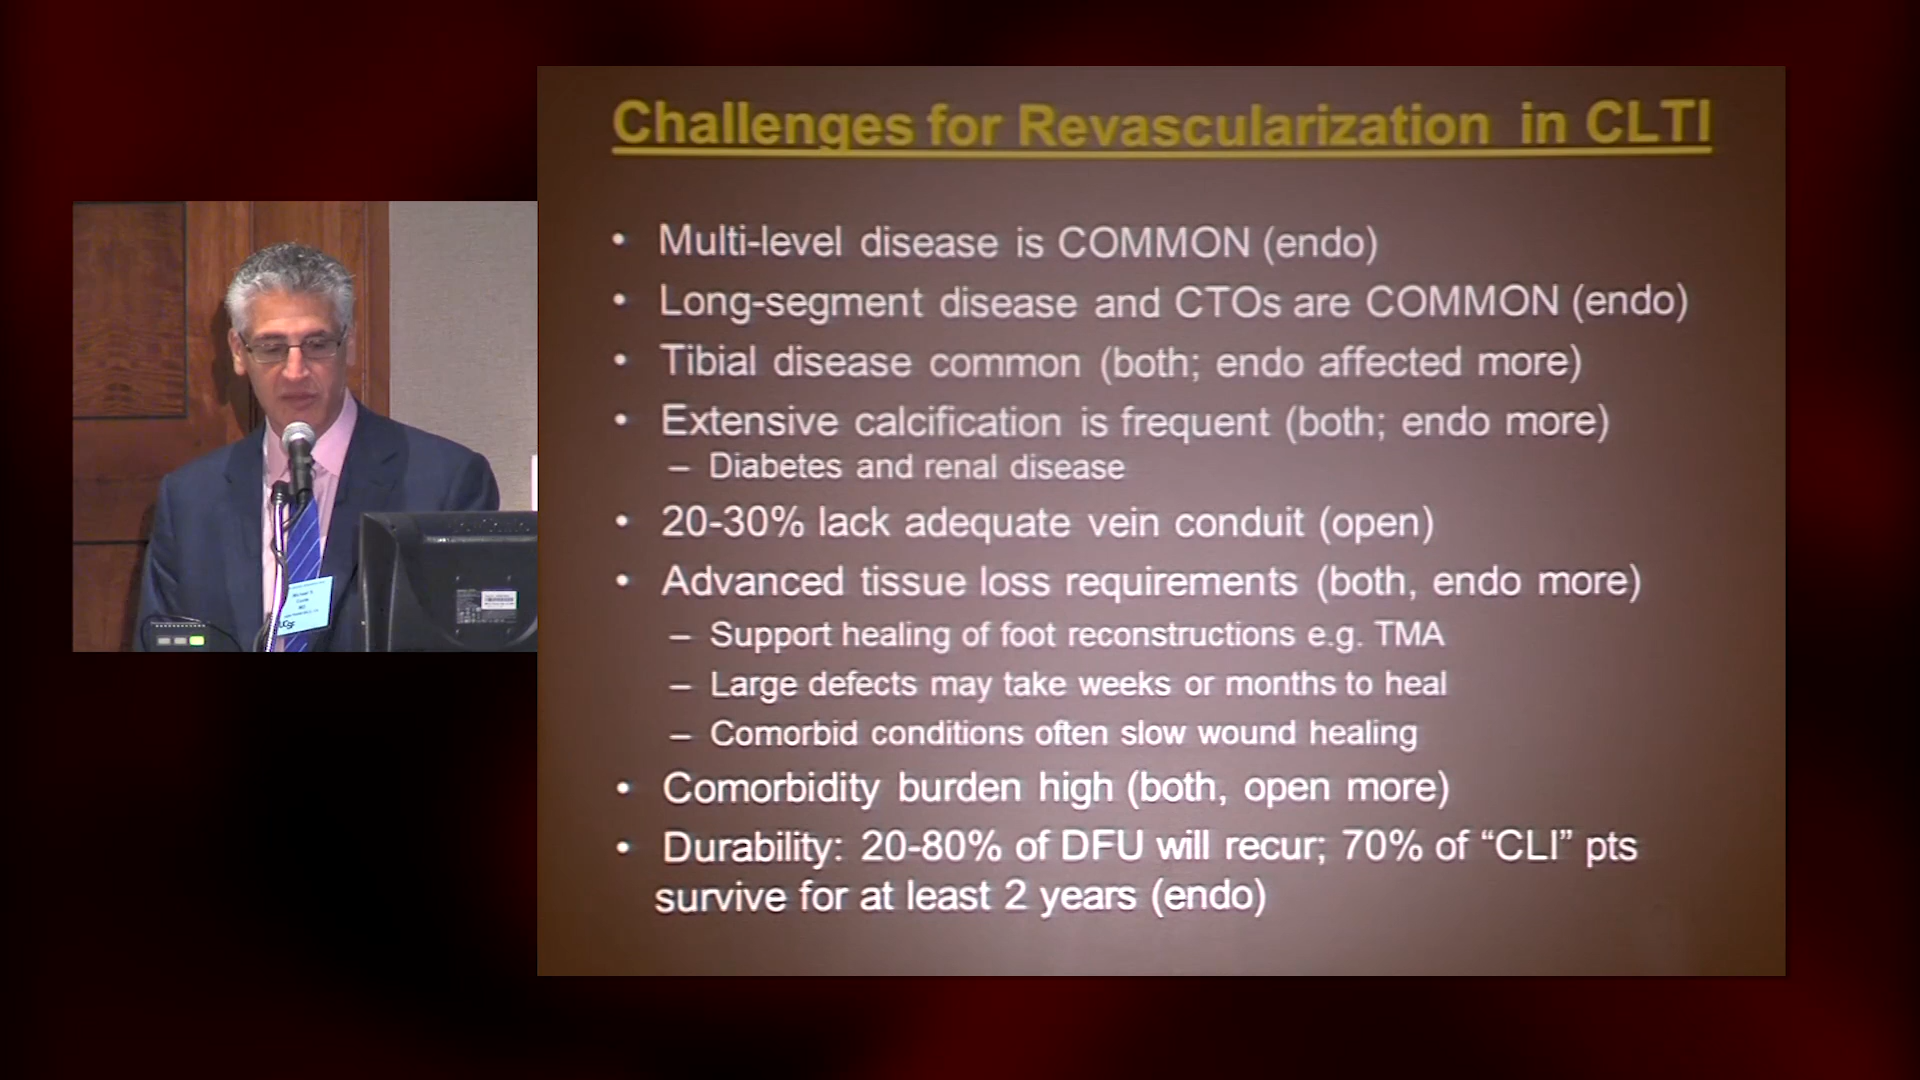 Challenges for Revascularization in CLTI
• Multi-level disease is COMMON (endo)
• Long-segment disease and CTOs are COMMON (endo)
• Tibial disease common (both; endo affected more)
• Extensive calcification is frequent (both; endo more)
– Diabetes and renal disease
• 20-30% lack adequate vein conduit (open)
• Advanced tissue loss requirements (both, endo more)
– Support healing of foot reconstructions e.g. TMA
– Large defects may take weeks or months to heal
– Comorbid conditions often slow wound healing
• Comorbidity burden high (both, open more)
• Durability: 20-80% of DFU will recur; 70% of “CLI” pts
survive for at least 2 years (endo)
Michael S.
MD
UCSF